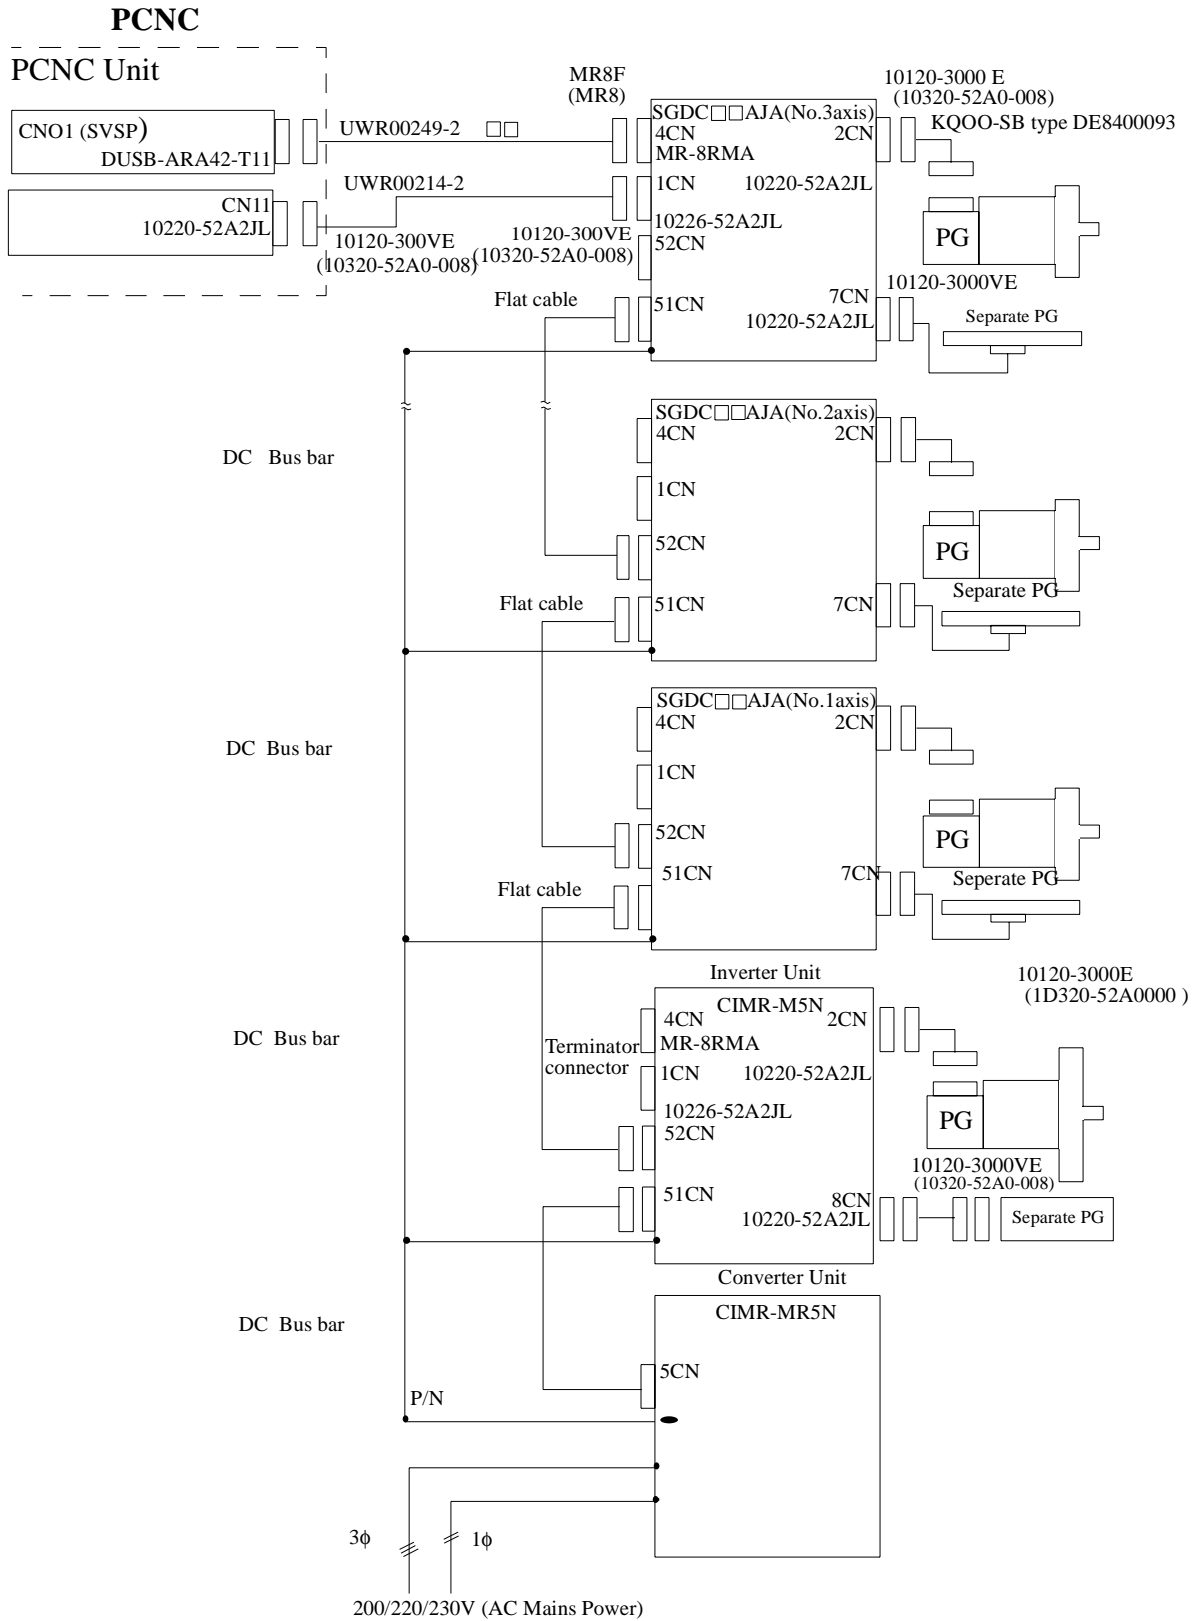 PCNC
PCNC Unit
CNO1 (SVSP)
DUSB-ARA42-T11
CN11
10220-52A2JL
UWR00249-2 □□
UWR00214-2
10120-300VE
(10320-52A0-008)
10120-300VE
(10320-52A0-008)
MR8F
(MR8)
SGDC□□AJA(No.3axis)
4CN
2CN
MR-8RMA
1CN
10220-52A2JL
10226-52A2JL
52CN
51CN
7CN
10220-52A2JL
10120-3000 E
(10320-52A0-008)
KQOO-SB type DE8400093
PG
10120-3000VE
Separate PG
Flat cable
DC Bus bar
SGDC□□AJA(No.2axis)
4CN
2CN
1CN
52CN
51CN
7CN
PG
Separate PG
Flat cable
DC Bus bar
SGDC□□AJA(No.1axis)
4CN
2CN
1CN
52CN
51CN
7CN
PG
Seperate PG
Flat cable
DC Bus bar
Inverter Unit
CIMR-M5N
4CN
2CN
MR-8RMA
Terminator
connector
1CN
10220-52A2JL
10226-52A2JL
52CN
51CN
8CN
10220-52A2JL
10120-3000E
(1D320-52A0000 )
PG
10120-3000VE
(10320-52A0-008)
Separate PG
Converter Unit
CIMR-MR5N
DC Bus bar
5CN
P/N
3ϕ
1ϕ
200/220/230V (AC Mains Power)